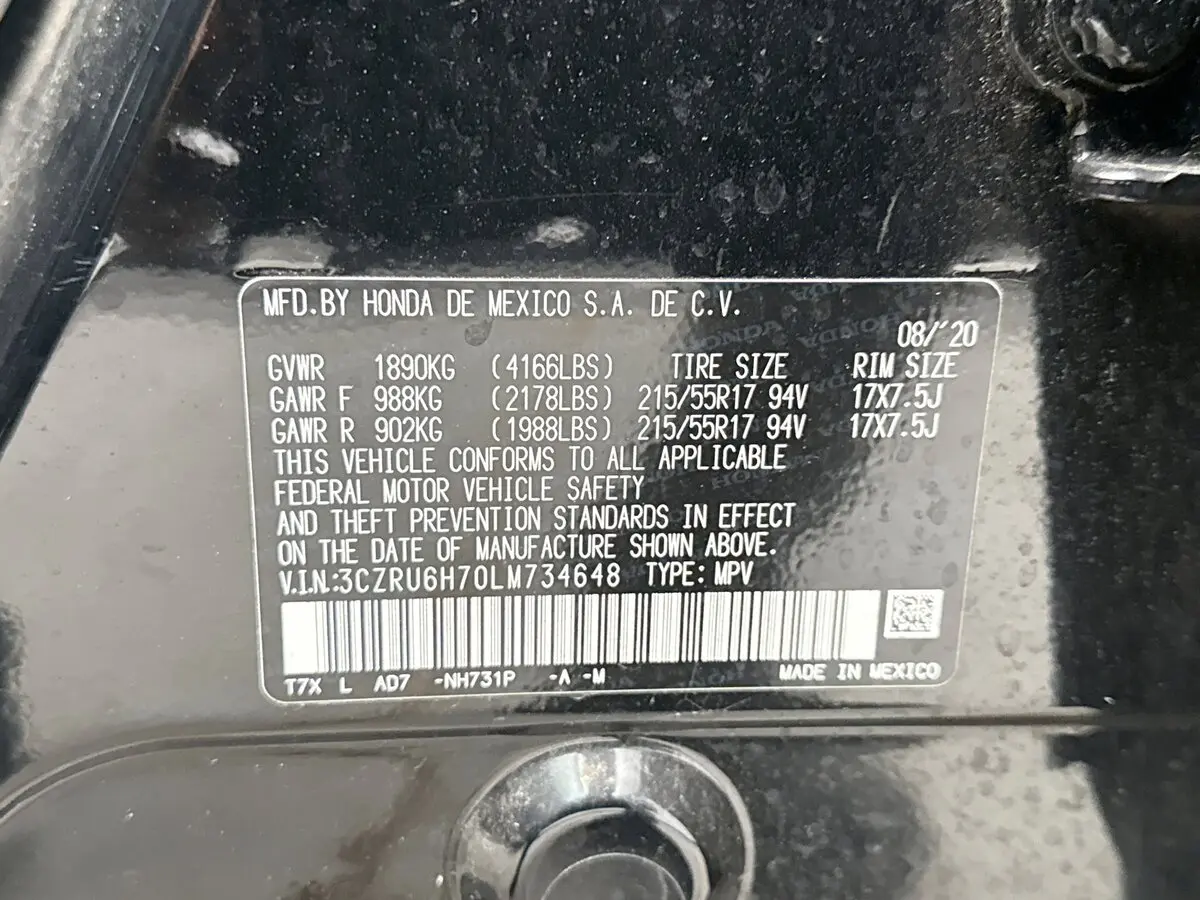 MFD.BY HONDA DE MEXICO S.A. DE C.V.
08/'20
GVWR 1890KG (4166LBS) TIRE SIZE RIM SIZE
GAWR F 988KG (2178LBS) 215/55R17 94V 17X7.5J
GAWR R 902KG (1988LBS) 215/55R17 94V 17X7.5J
THIS VEHICLE CONFORMS TO ALL APPLICABLE
FEDERAL MOTOR VEHICLE SAFETY
AND THEFT PREVENTION STANDARDS IN EFFECT
ON THE DATE OF MANUFACTURE SHOWN ABOVE.
V.I.N.:3CZRU6H70LM734648 TYPE: MPV
T7X L AD7 -NH731P -A -M MADE IN MEXICO